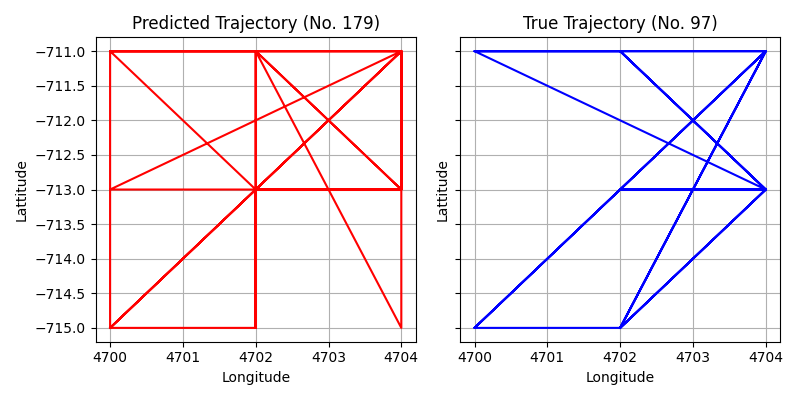 Predicted Trajectory (No. 179)
True Trajectory (No. 97)
−711.0
−711.5
−712.0
−712.5
−713.0
−713.5
−714.0
−714.5
−715.0
Lattitude
Lattitude
4700 4701 4702 4703 4704
4700 4701 4702 4703 4704
Longitude
Longitude